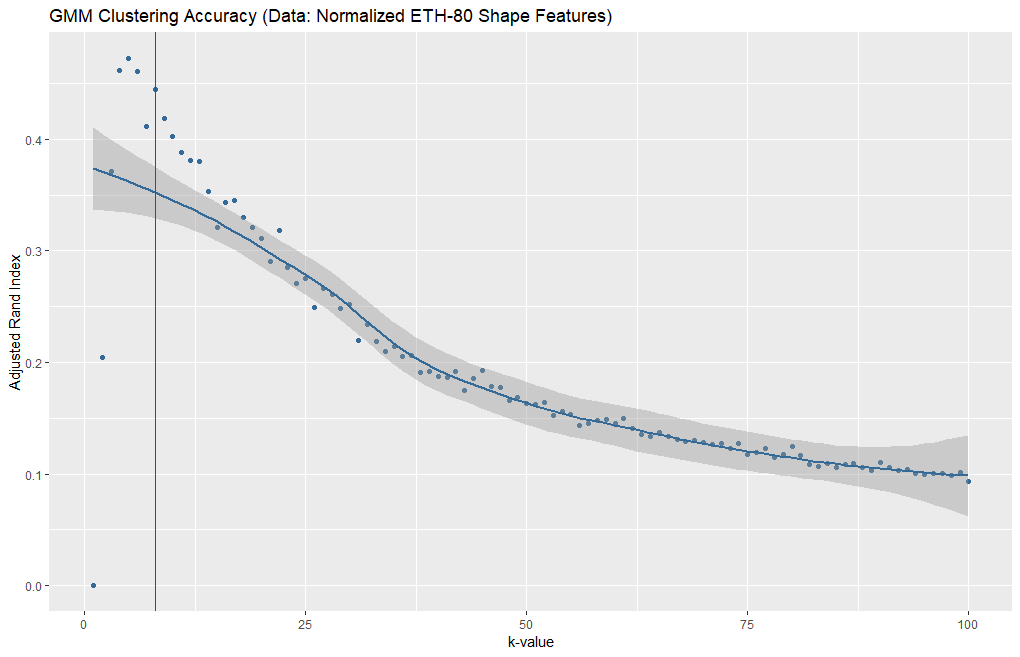 GMM Clustering Accuracy (Data: Normalized ETH-80 Shape Features)
Adjusted Rand Index
0.4
0.3
0.2
0.1
0.0
0 25 50 75 100
k-value